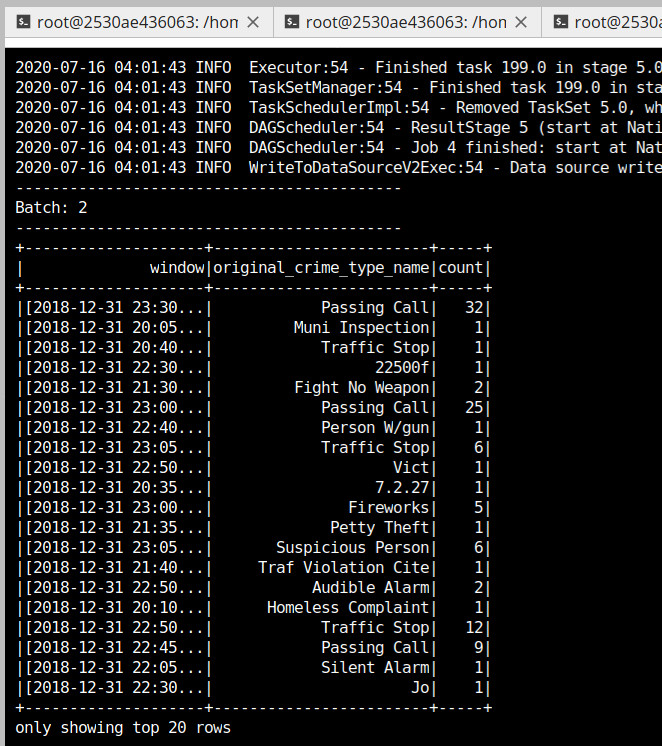 root@2530ae436063: /hon × root@2530ae436063: /hon × root@2530a
2020-07-16 04:01:43 INFO  Executor:54 - Finished task 199.0 in stage 5.0
2020-07-16 04:01:43 INFO  TaskSetManager:54 - Finished task 199.0 in sta
2020-07-16 04:01:43 INFO  TaskSchedulerImpl:54 - Removed TaskSet 5.0, wh
2020-07-16 04:01:43 INFO  DAGScheduler:54 - ResultStage 5 (start at Nati
2020-07-16 04:01:43 INFO  DAGScheduler:54 - Job 4 finished: start at Nat
2020-07-16 04:01:43 INFO  WriteToDataSourceV2Exec:54 - Data source write
-------------------------------------------
Batch: 2
-------------------------------------------
+--------------------+------------------------+-----+
|              window|original_crime_type_name|count|
+--------------------+------------------------+-----+
|[2018-12-31 23:30...|            Passing Call|   32|
|[2018-12-31 20:05...|         Muni Inspection|    1|
|[2018-12-31 20:40...|            Traffic Stop|    1|
|[2018-12-31 22:30...|                  22500f|    1|
|[2018-12-31 21:30...|         Fight No Weapon|    2|
|[2018-12-31 23:00...|            Passing Call|   25|
|[2018-12-31 22:40...|            Person W/gun|    1|
|[2018-12-31 23:05...|            Traffic Stop|    6|
|[2018-12-31 22:50...|                    Vict|    1|
|[2018-12-31 20:35...|                  7.2.27|    1|
|[2018-12-31 23:00...|               Fireworks|    5|
|[2018-12-31 21:35...|             Petty Theft|    1|
|[2018-12-31 23:05...|       Suspicious Person|    6|
|[2018-12-31 21:40...|     Traf Violation Cite|    1|
|[2018-12-31 22:50...|           Audible Alarm|    2|
|[2018-12-31 20:10...|      Homeless Complaint|    1|
|[2018-12-31 22:50...|            Traffic Stop|   12|
|[2018-12-31 22:45...|            Passing Call|    9|
|[2018-12-31 22:05...|            Silent Alarm|    1|
|[2018-12-31 22:30...|                      Jo|    1|
+--------------------+------------------------+-----+
only showing top 20 rows